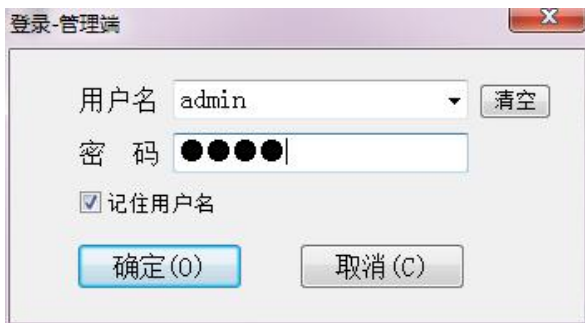 登录-管理端
用户名 admin 清空
密 码 ●●●●
记住用户名
确定(O) 取消(C)